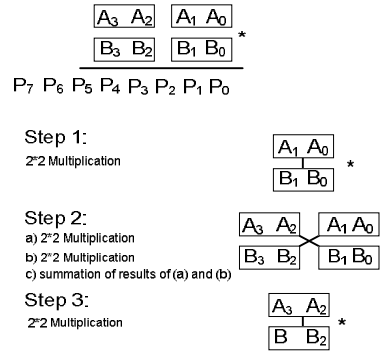 A3 A2 A1 A0
B3 B2 B1 B0 *
P7 P6 P5 P4 P3 P2 P1 P0
Step 1:
2*2 Multiplication
A1 A0
B1 B0 *
Step 2:
a) 2*2 Multiplication
b) 2*2 Multiplication
c) summation of results of (a) and (b)
A3 A2 A1 A0
B3 B2 B1 B0
Step 3:
2*2 Multiplication
A3 A2
B B2 *